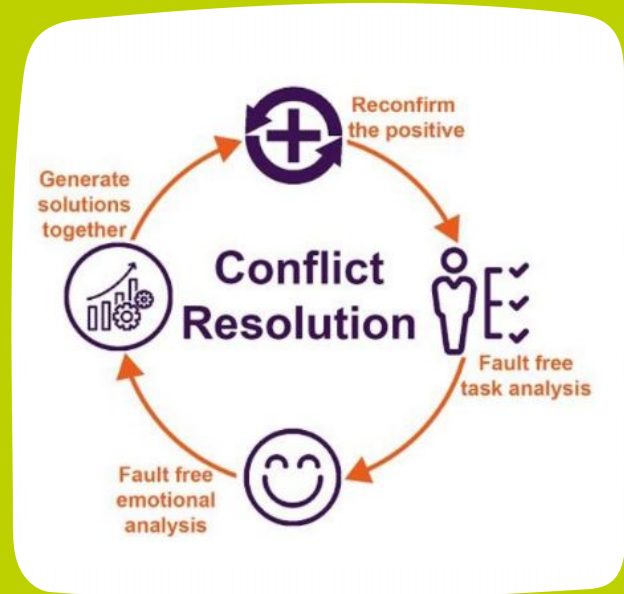 Reconfirm
the positive
Generate
solutions
together
Conflict
Resolution
Fault free
task analysis
Fault free
emotional
analysis